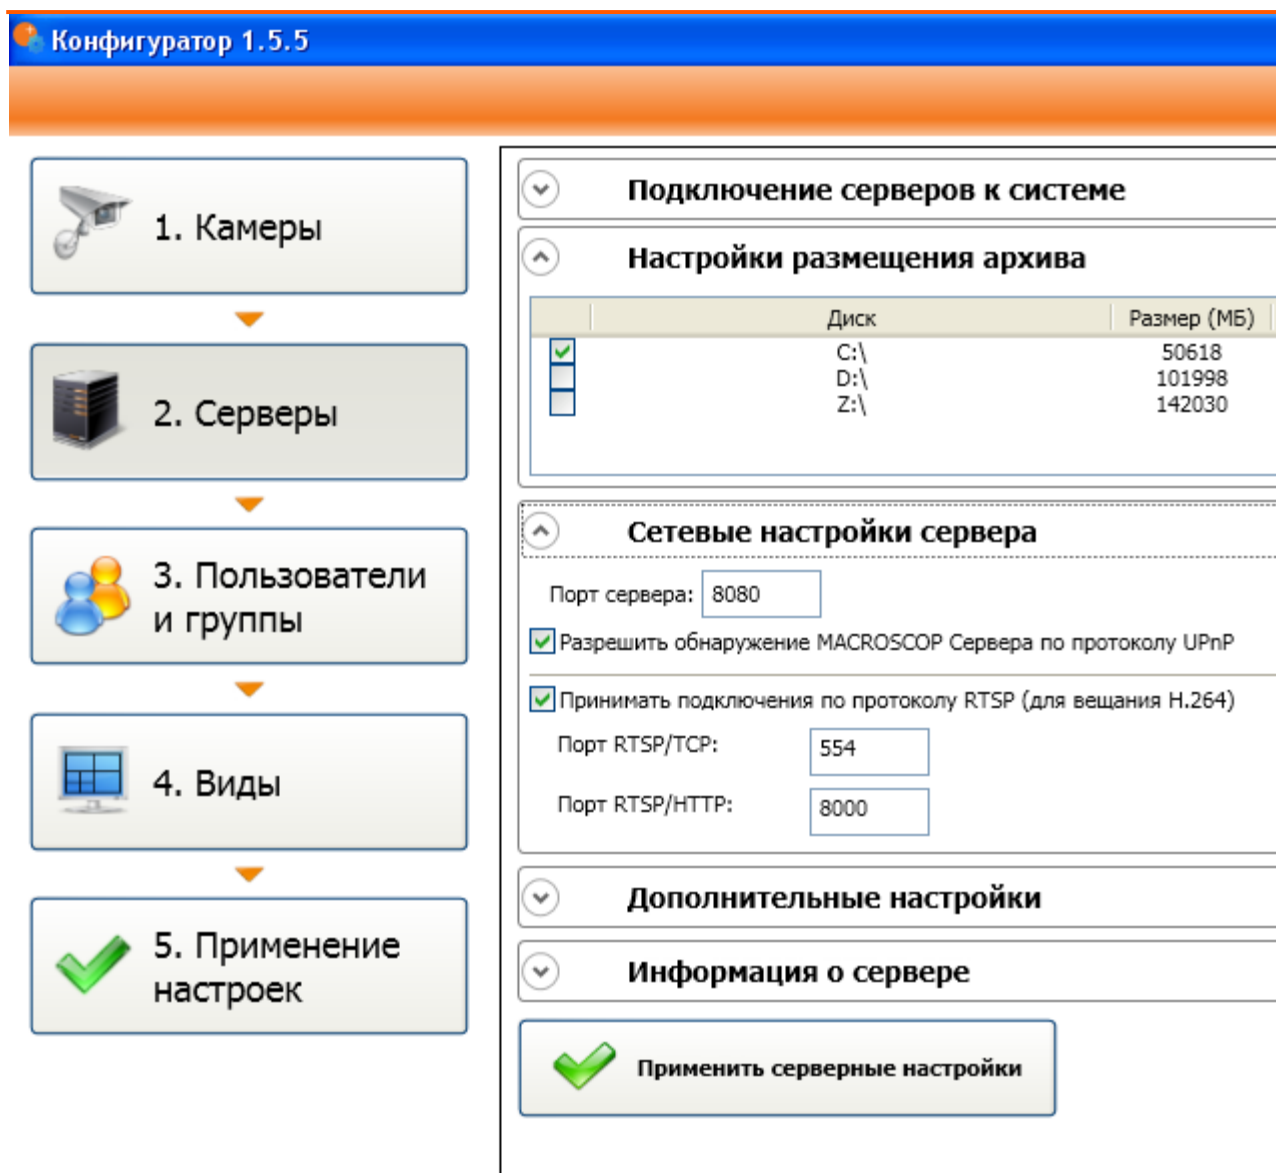 Конфигуратор 1.5.5
1. Камеры
2. Серверы
3. Пользователи
и группы
4. Виды
5. Применение
настроек
Подключение серверов к системе
Настройки размещения архива
Диск Размер (МБ)
C:\ 50618
D:\ 101998
Z:\ 142030
Сетевые настройки сервера
Порт сервера: 8080
Разрешить обнаружение MACROSCOP Сервера по протоколу UPnP
Принимать подключения по протоколу RTSP (для вещания H.264)
Порт RTSP/TCP: 554
Порт RTSP/HTTP: 8000
Дополнительные настройки
Информация о сервере
Применить серверные настройки